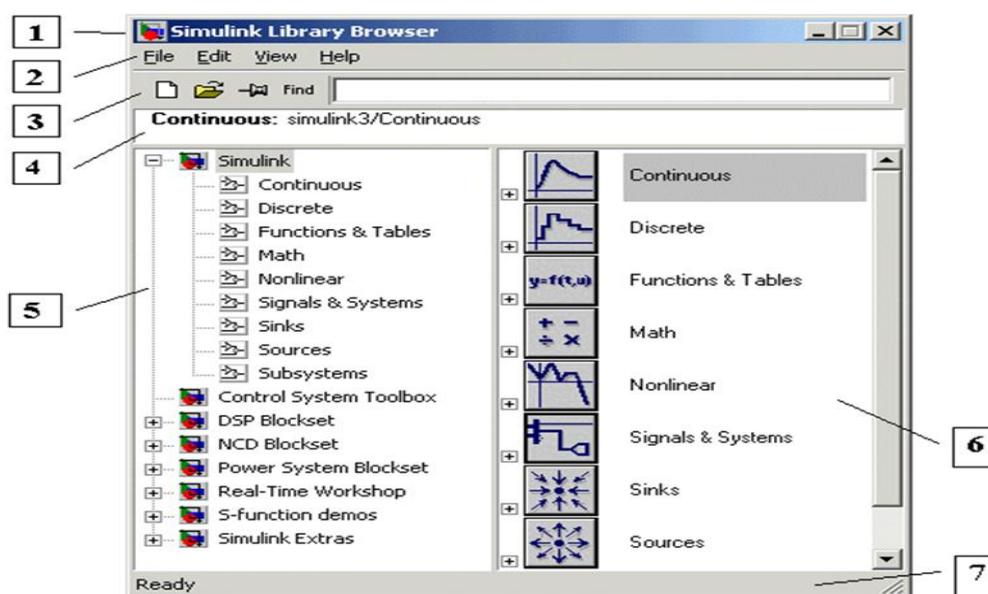 1
Simulink Library Browser
2
File Edit View Help
3
Find
4
Continuous: simulink3/Continuous
5
Simulink
Continuous
Discrete
Functions & Tables
Math
Nonlinear
Signals & Systems
Sinks
Sources
Subsystems
Control System Toolbox
DSP Blockset
NCD Blockset
Power System Blockset
Real-Time Workshop
S-function demos
Simulink Extras
Continuous
Discrete
y=f(t,u) Functions & Tables
+ − ÷ × Math
Nonlinear
Signals & Systems
Sinks
Sources
6
Ready
7